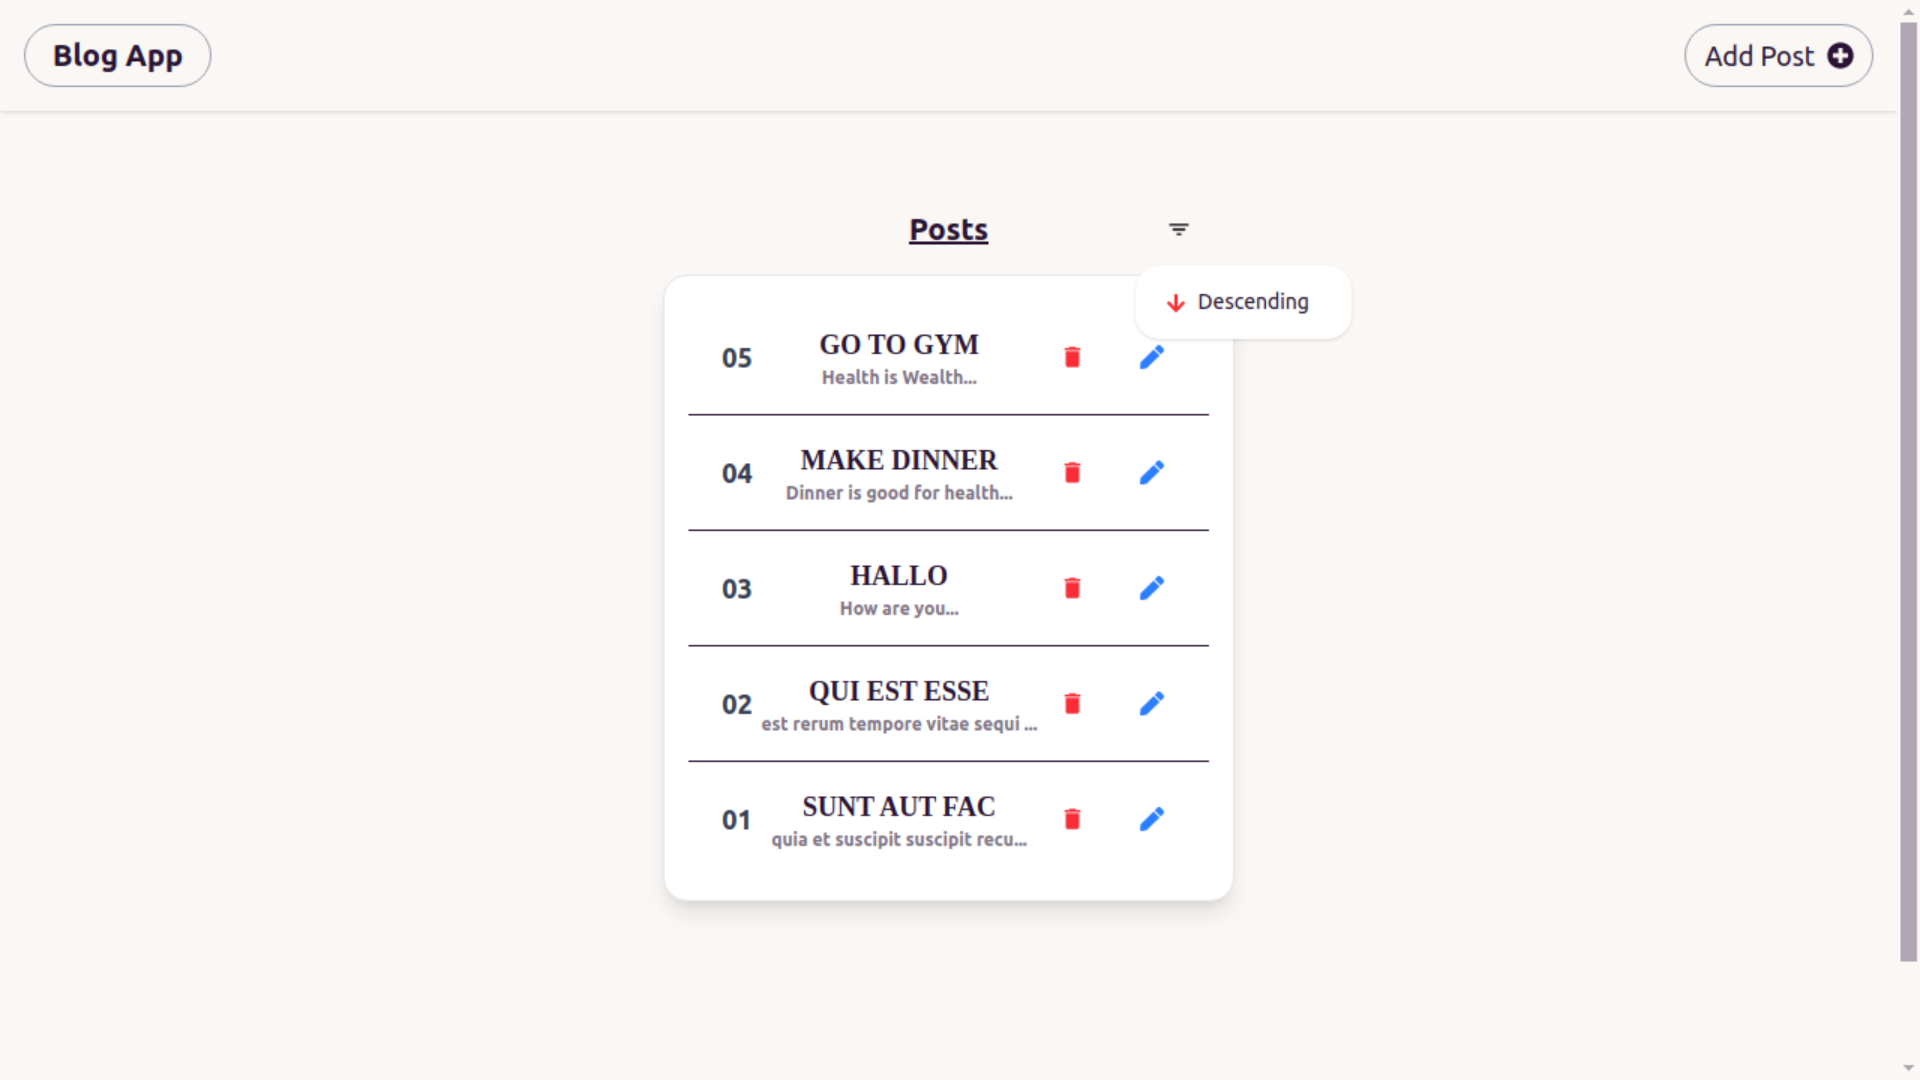 Blog App
Add Post
Posts
Descending
05
GO TO GYM
Health is Wealth...
04
MAKE DINNER
Dinner is good for health...
03
HALLO
How are you...
02
QUI EST ESSE
est rerum tempore vitae sequi ...
01
SUNT AUT FAC
quia et suscipit suscipit recu...